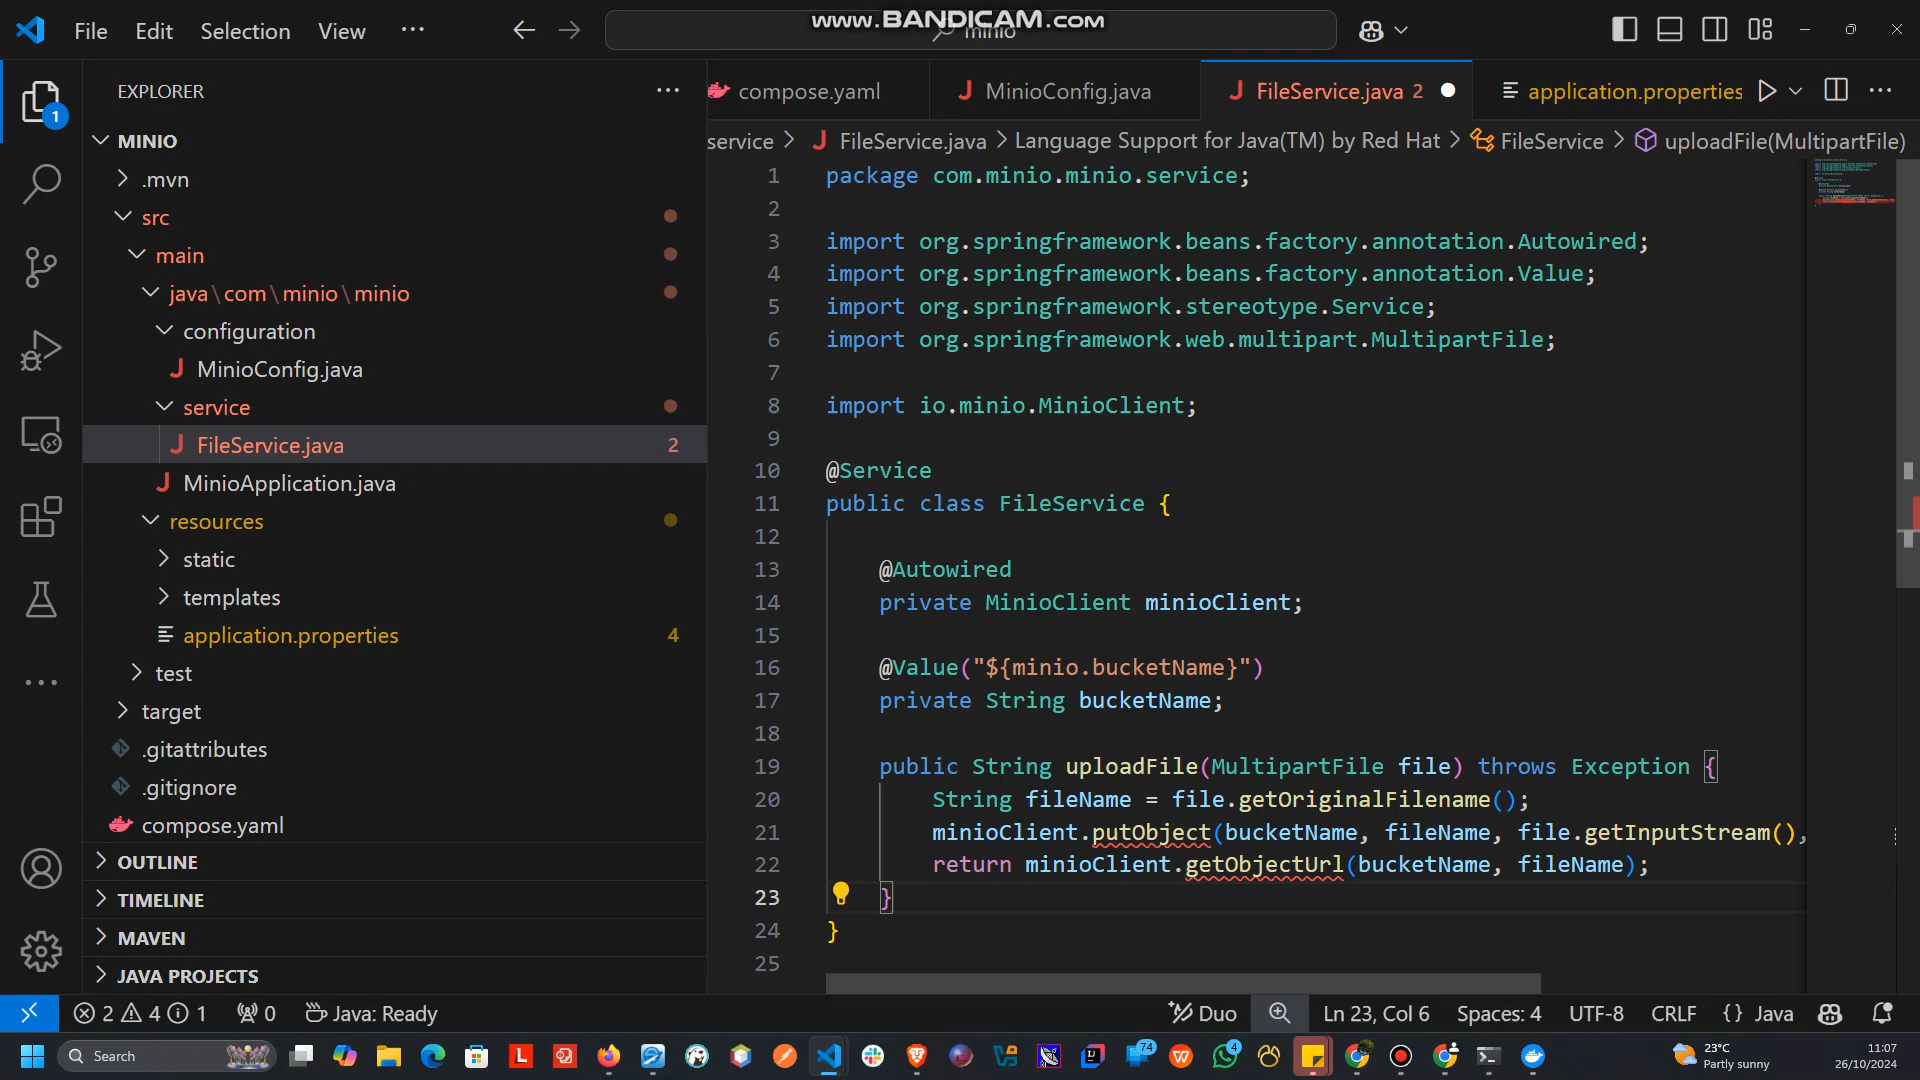 File Edit Selection View ··· minio
www.BANDICAM.com
EXPLORER ···
compose.yaml MinioConfig.java FileService.java 2 application.properties ···
service > FileService.java > Language Support for Java(TM) by Red Hat > FileService > uploadFile(MultipartFile)
1
MINIO
.mvn
src
main
java\com\minio\minio
configuration
MinioConfig.java
service
FileService.java 2
MinioApplication.java
resources
static
templates
application.properties 4
test
target
.gitattributes
.gitignore
compose.yaml
OUTLINE
TIMELINE
MAVEN
JAVA PROJECTS
1 package com.minio.minio.service;
2
3 import org.springframework.beans.factory.annotation.Autowired;
4 import org.springframework.beans.factory.annotation.Value;
5 import org.springframework.stereotype.Service;
6 import org.springframework.web.multipart.MultipartFile;
7
8 import io.minio.MinioClient;
9
10 @Service
11 public class FileService {
12
13 @Autowired
14 private MinioClient minioClient;
15
16 @Value("${minio.bucketName}")
17 private String bucketName;
18
19 public String uploadFile(MultipartFile file) throws Exception {
20 String fileName = file.getOriginalFilename();
21 minioClient.putObject(bucketName, fileName, file.getInputStream(),
22 return minioClient.getObjectUrl(bucketName, fileName);
23 }
24 }
25
2 4 1 0 Java: Ready Duo Ln 23, Col 6 Spaces: 4 UTF-8 CRLF {} Java
Search 74 4 23°C 11:07
Partly sunny 26/10/2024